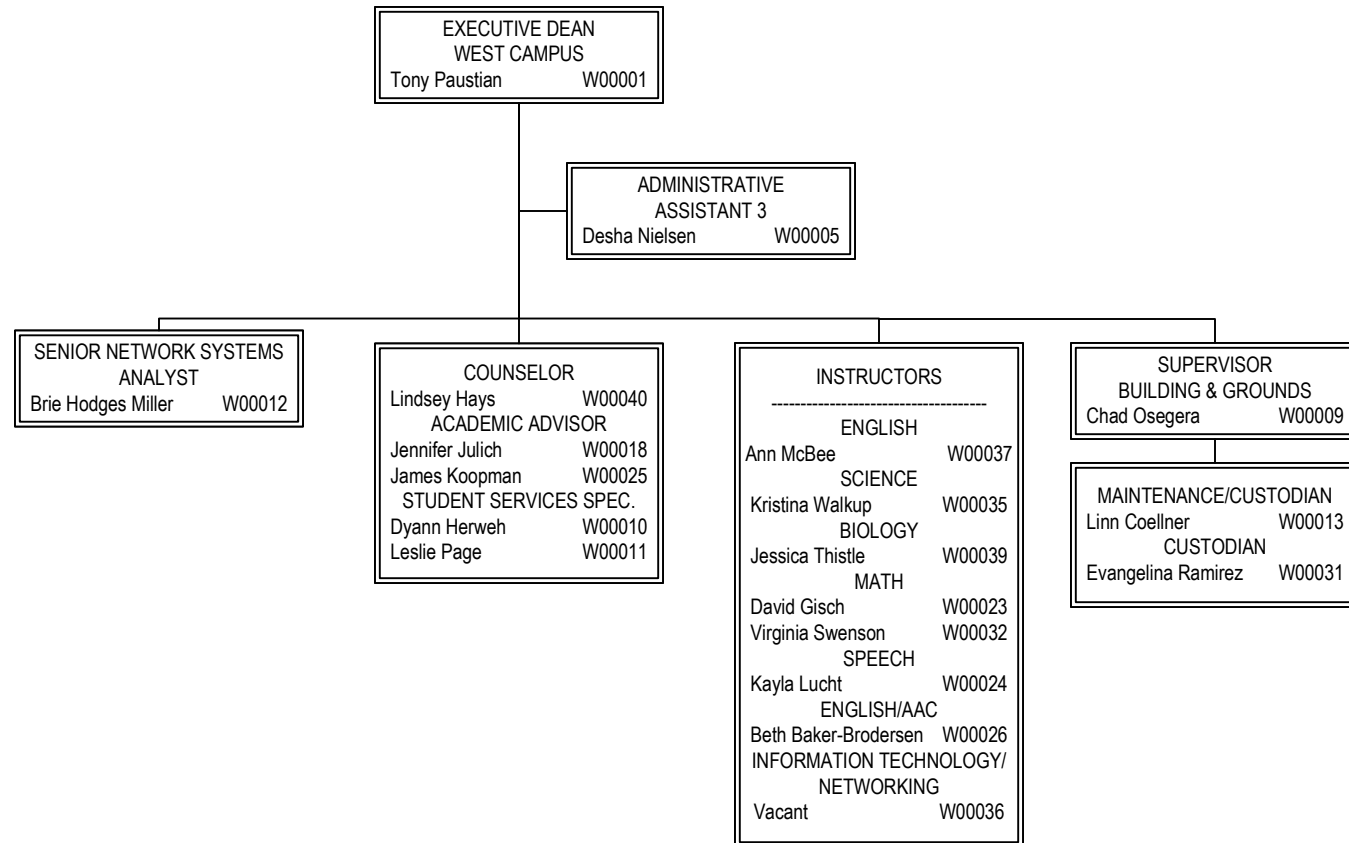 EXECUTIVE DEAN
WEST CAMPUS
Tony Paustian W00001
ADMINISTRATIVE
ASSISTANT 3
Desha Nielsen W00005
SENIOR NETWORK SYSTEMS
ANALYST
Brie Hodges Miller W00012
COUNSELOR
Lindsey Hays W00040
ACADEMIC ADVISOR
Jennifer Julich W00018
James Koopman W00025
STUDENT SERVICES SPEC.
Dyann Herweh W00010
Leslie Page W00011
INSTRUCTORS
-------------------------------------
ENGLISH
Ann McBee W00037
SCIENCE
Kristina Walkup W00035
BIOLOGY
Jessica Thistle W00039
MATH
David Gisch W00023
Virginia Swenson W00032
SPEECH
Kayla Lucht W00024
ENGLISH/AAC
Beth Baker-Brodersen W00026
INFORMATION TECHNOLOGY/
NETWORKING
Vacant W00036
SUPERVISOR
BUILDING & GROUNDS
Chad Osegera W00009
MAINTENANCE/CUSTODIAN
Linn Coellner W00013
CUSTODIAN
Evangelina Ramirez W00031